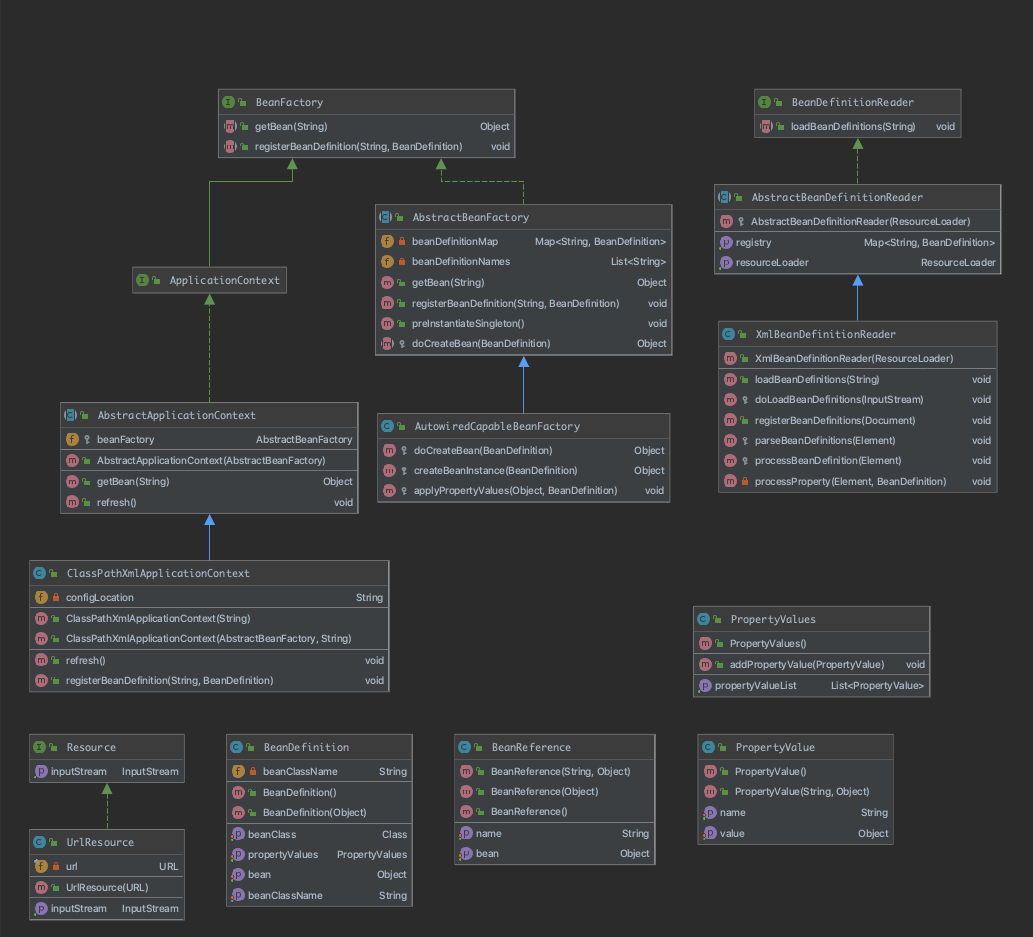 BeanFactory
getBean(String) Object
registerBeanDefinition(String, BeanDefinition) void
BeanDefinitionReader
loadBeanDefinitions(String) void
AbstractBeanFactory
beanDefinitionMap Map<String, BeanDefinition>
beanDefinitionNames List<String>
getBean(String) Object
registerBeanDefinition(String, BeanDefinition) void
preInstantiateSingleton() void
doCreateBean(BeanDefinition) Object
AbstractBeanDefinitionReader
AbstractBeanDefinitionReader(ResourceLoader)
registry Map<String, BeanDefinition>
resourceLoader ResourceLoader
ApplicationContext
XmlBeanDefinitionReader
XmlBeanDefinitionReader(ResourceLoader)
loadBeanDefinitions(String) void
doLoadBeanDefinitions(InputStream) void
registerBeanDefinitions(Document) void
parseBeanDefinitions(Element) void
processBeanDefinition(Element) void
processProperty(Element, BeanDefinition) void
AbstractApplicationContext
beanFactory AbstractBeanFactory
AbstractApplicationContext(AbstractBeanFactory)
getBean(String) Object
refresh() void
AutowiredCapableBeanFactory
doCreateBean(BeanDefinition) Object
createBeanInstance(BeanDefinition) Object
applyPropertyValues(Object, BeanDefinition) void
ClassPathXmlApplicationContext
configLocation String
ClassPathXmlApplicationContext(String)
ClassPathXmlApplicationContext(AbstractBeanFactory, String)
refresh() void
registerBeanDefinition(String, BeanDefinition) void
PropertyValues
PropertyValues()
addPropertyValue(PropertyValue) void
propertyValueList List<PropertyValue>
Resource
inputStream InputStream
UrlResource
url URL
UrlResource(URL)
inputStream InputStream
BeanDefinition
beanClassName String
BeanDefinition()
BeanDefinition(Object)
beanClass Class
propertyValues PropertyValues
bean Object
beanClassName String
BeanReference
BeanReference(String, Object)
BeanReference(Object)
BeanReference()
name String
bean Object
PropertyValue
PropertyValue()
PropertyValue(String, Object)
name String
value Object